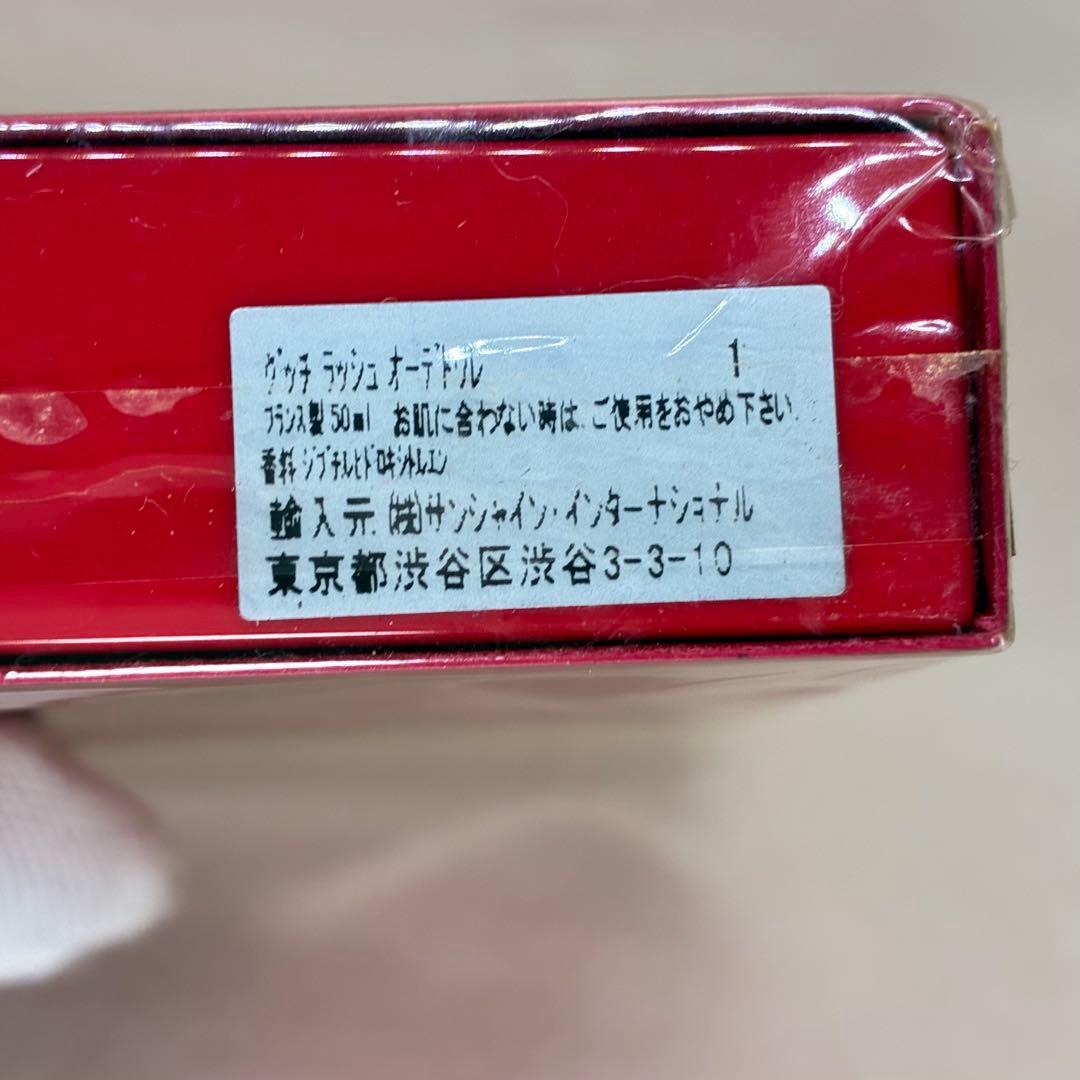 グッチ ラッシュ オーデトワレ 1
フランス製 50ml お肌に合わない時は、ご使用をおやめ下さい。
香料 ジブチルヒドロキシトルエン
輸入元 (株)サンシャイン・インターナショナル
東京都渋谷区渋谷3-3-10